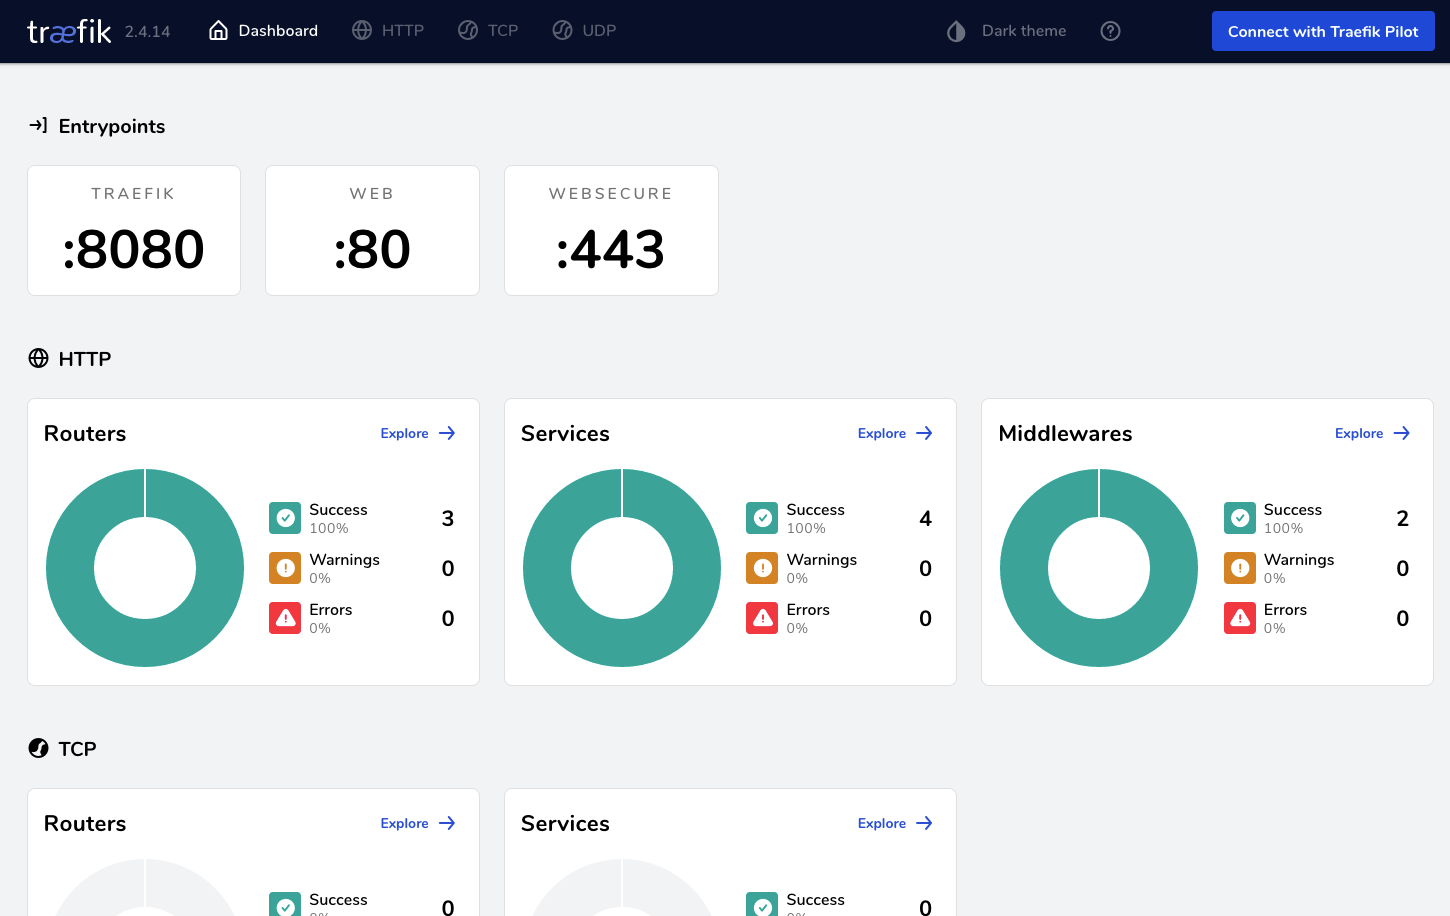 træfik 2.4.14 Dashboard HTTP TCP UDP Dark theme Connect with Traefik Pilot
Entrypoints
TRAEFIK
:8080
WEB
:80
WEBSECURE
:443
HTTP
Routers Explore
Success 3
100%
Warnings 0
0%
Errors 0
0%
Services Explore
Success 4
100%
Warnings 0
0%
Errors 0
0%
Middlewares Explore
Success 2
100%
Warnings 0
0%
Errors 0
0%
TCP
Routers Explore
Success 0
0%
Services Explore
Success 0
0%